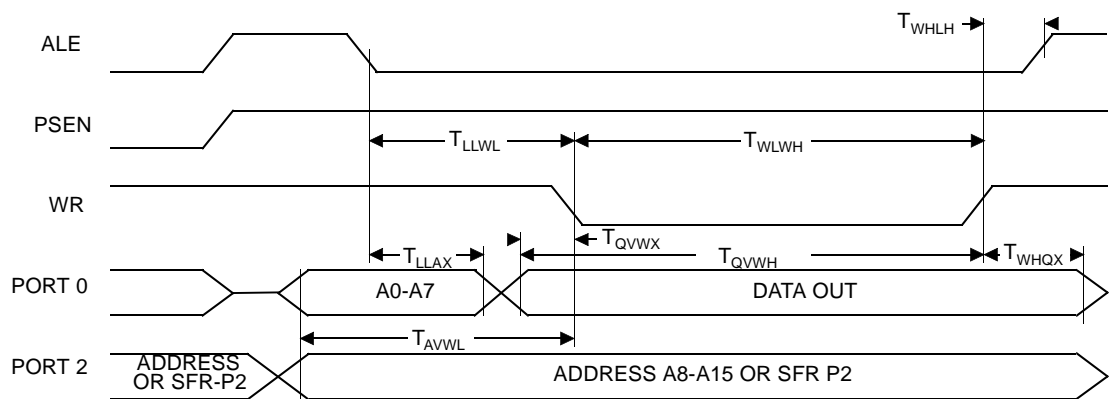 T_WHLH
ALE
PSEN
T_LLWL
T_WLWH
WR
T_QVWX
T_LLAX
T_QVWH
T_WHQX
PORT 0
A0-A7
DATA OUT
T_AVWL
PORT 2
ADDRESS
OR SFR-P2
ADDRESS A8-A15 OR SFR P2